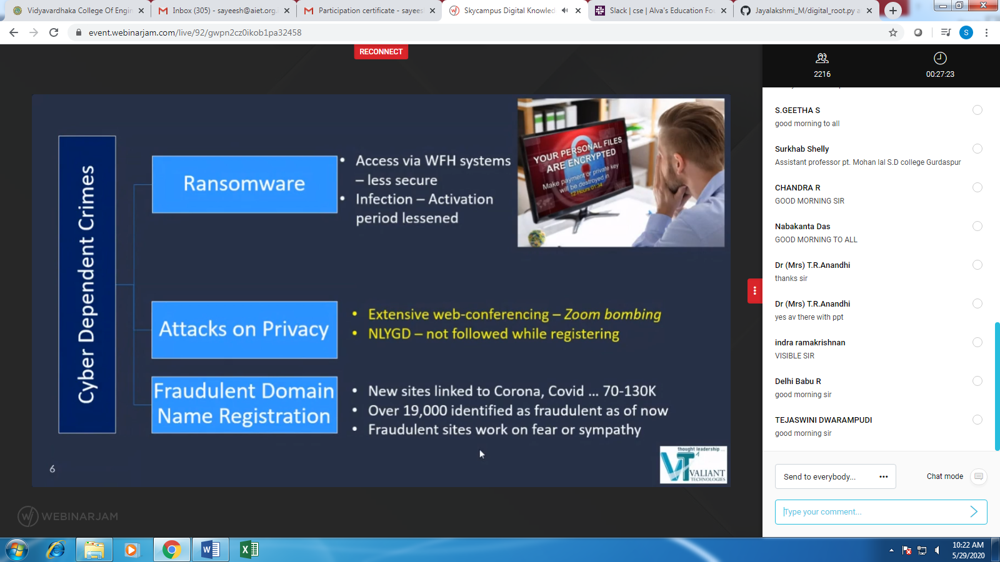 Vidyavardhaka College Of Engin
Inbox (305) - sayeesh@aiet.org.
Participation certificate - sayees
Skycampus Digital Knowled
Slack | cse | Alva's Education Fou
Jayalakshmi_M/digital_root.py a
event.webinarjam.com/live/92/gwpn2cz0ikob1pa32458
S
RECONNECT
2216
00:27:23
Cyber Dependent Crimes
Ransomware
• Access via WFH systems
– less secure
• Infection – Activation
period lessened
YOUR PERSONAL FILES
ARE ENCRYPTED
Make payment or private key
will be destroyed in
12 Hours 01:34
Attacks on Privacy
• Extensive web-conferencing – Zoom bombing
• NLYGD – not followed while registering
Fraudulent Domain
Name Registration
• New sites linked to Corona, Covid ... 70-130K
• Over 19,000 identified as fraudulent as of now
• Fraudulent sites work on fear or sympathy
6
thought leadership ...
VT
VALIANT
TECHNOLOGIES
WEBINARJAM
S.GEETHA S
good morning to all
Surkhab Shelly
Assistant professor pt. Mohan lal S.D college Gurdaspur
CHANDRA R
GOOD MORNING SIR
Nabakanta Das
GOOD MORNING TO ALL
Dr (Mrs) T.R.Anandhi
thanks sir
Dr (Mrs) T.R.Anandhi
yes av there with ppt
indra ramakrishnan
VISIBLE SIR
Delhi Babu R
good morning sir
TEJASWINI DWARAMPUDI
good morning sir
Send to everybody...
Chat mode
Type your comment...
10:22 AM
5/29/2020